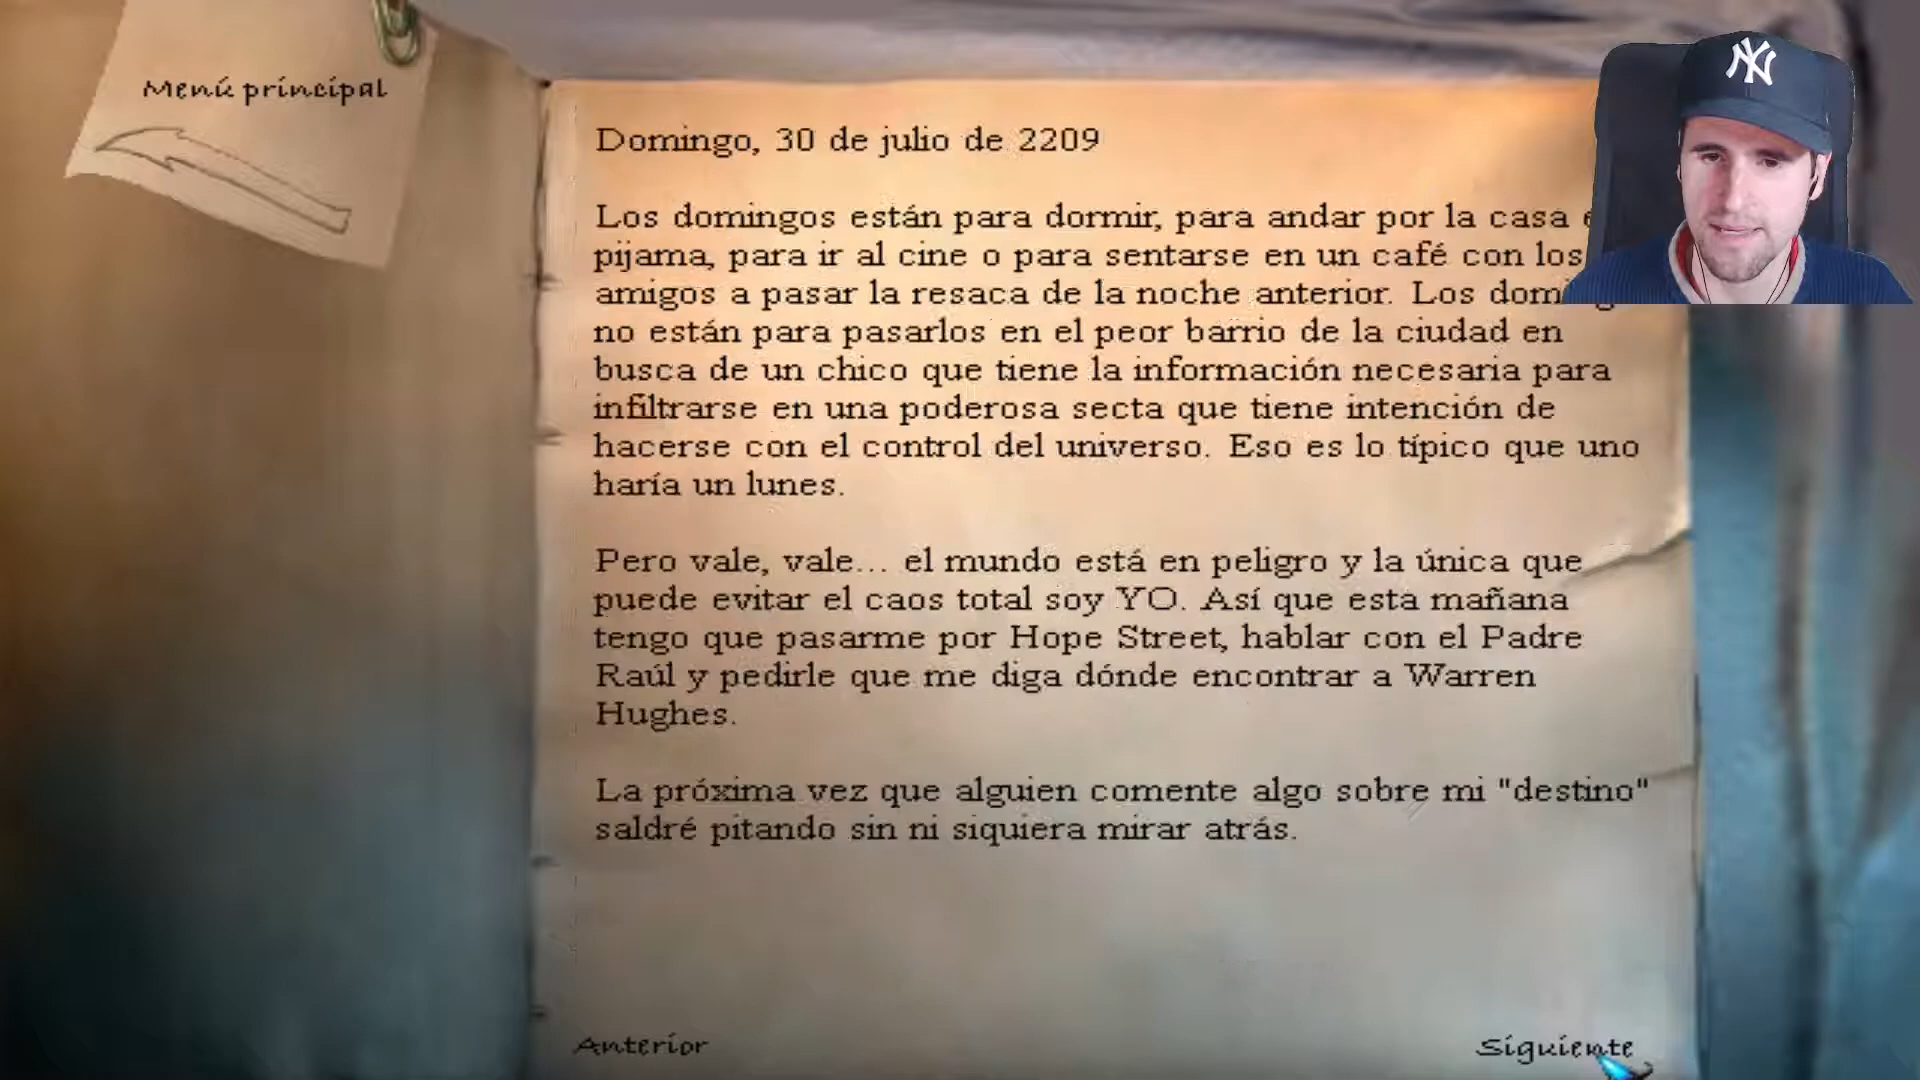 Menú principal
Domingo, 30 de julio de 2209
Los domingos están para dormir, para andar por la casa
pijama, para ir al cine o para sentarse en un café con los
amigos a pasar la resaca de la noche anterior. Los
no están para pasarlos en el peor barrio de la ciudad en
busca de un chico que tiene la información necesaria para
infiltrarse en una poderosa secta que tiene intención de
hacerse con el control del universo. Eso es lo típico que uno
haría un lunes.
Pero vale, vale... el mundo está en peligro y la única que
puede evitar el caos total soy YO. Así que esta mañana
tengo que pasarme por Hope Street, hablar con el Padre
Raúl y pedirle que me diga dónde encontrar a Warren
Hughes.
La próxima vez que alguien comente algo sobre mi "destino"
saldré pitando sin ni siquiera mirar atrás.
Anterior
Siguiente
NY